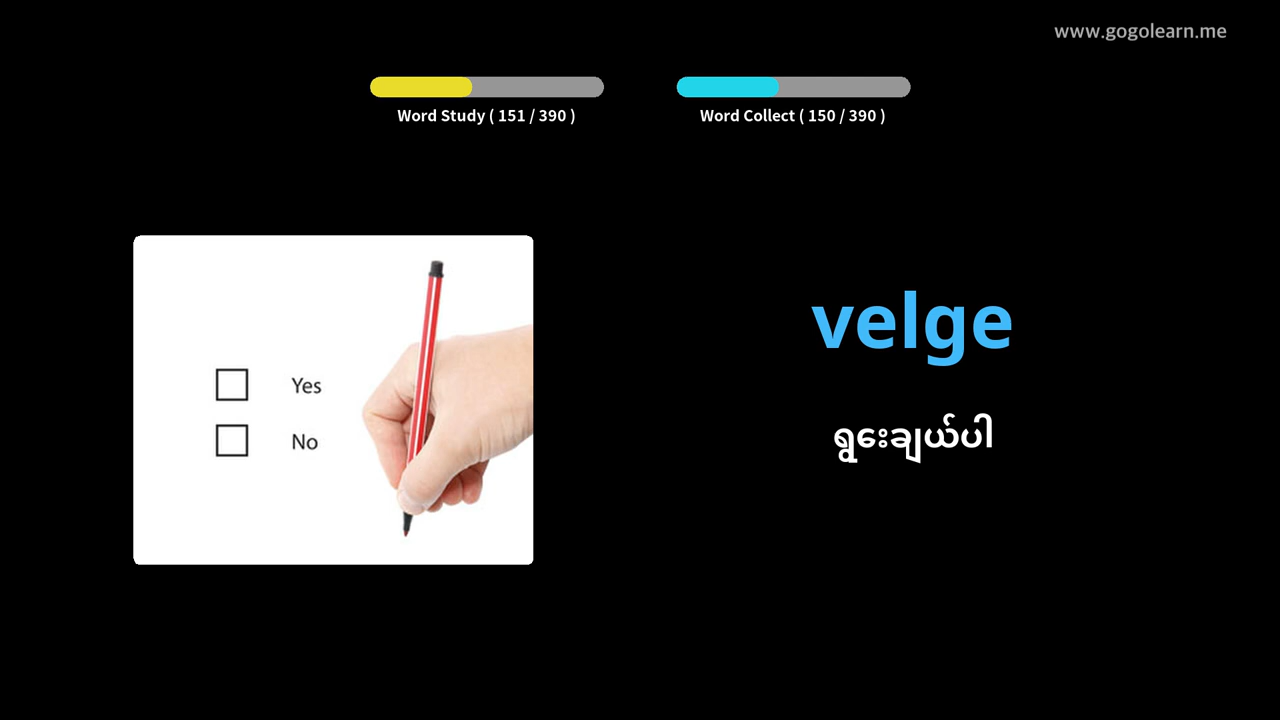 www.gogolearn.me
Word Study ( 151 / 390 )
Word Collect ( 150 / 390 )
Yes
No
velge
ရွေးချယ်ပါ